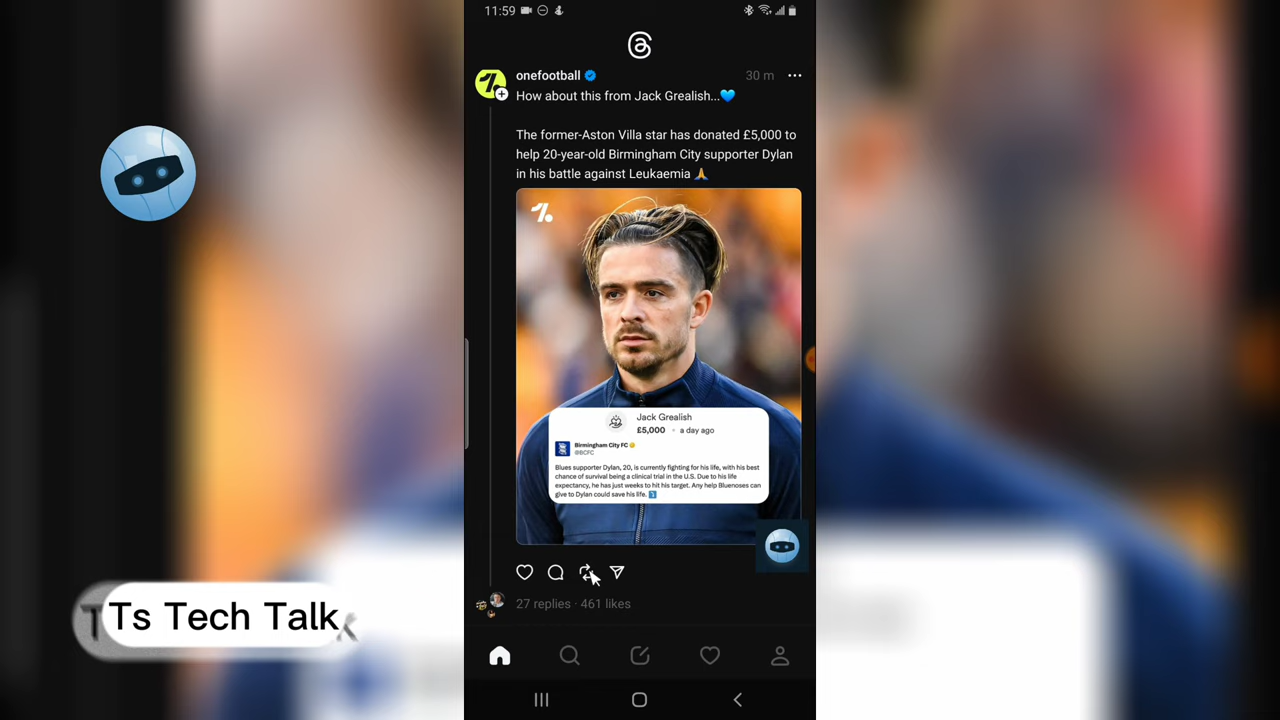 11:59
onefootball
30 m
How about this from Jack Grealish...💙
The former-Aston Villa star has donated £5,000 to
help 20-year-old Birmingham City supporter Dylan
in his battle against Leukaemia 🙏
Jack Grealish
£5,000 • a day ago
Birmingham City FC
@BCFC
Blues supporter Dylan, 20, is currently fighting for his life, with his best
chance of survival being a clinical trial in the U.S. Due to his life
expectancy, he has just weeks to hit his target. Any help Bluenoses can
give to Dylan could save his life. ⤵️
27 replies · 461 likes
Ts Tech Talk